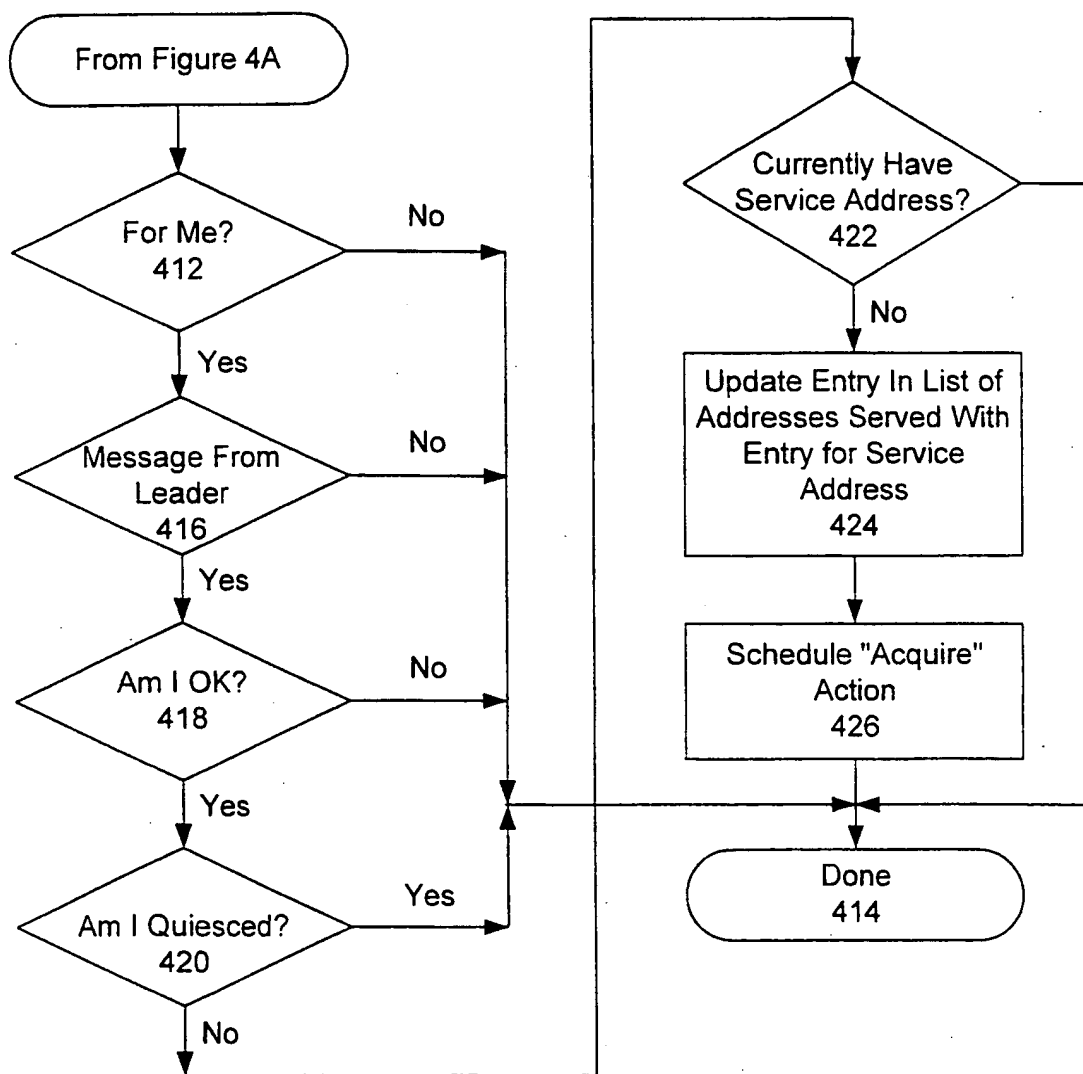 From Figure 4A
For Me?
412
No
Yes
Message From
Leader
416
No
Yes
Am I OK?
418
No
Yes
Am I Quiesced?
420
Yes
No
Currently Have
Service Address?
422
No
Update Entry In List of
Addresses Served With
Entry for Service
Address
424
Schedule "Acquire"
Action
426
Done
414